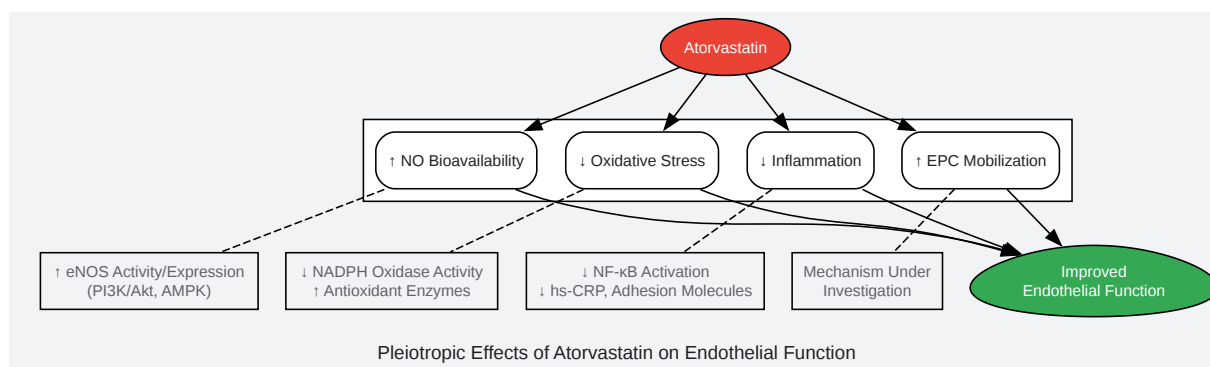 Atorvastatin
↑ NO Bioavailability
↓ Oxidative Stress
↓ Inflammation
↑ EPC Mobilization
↑ eNOS Activity/Expression
(PI3K/Akt, AMPK)
↓ NADPH Oxidase Activity
↑ Antioxidant Enzymes
↓ NF-κB Activation
↓ hs-CRP, Adhesion Molecules
Mechanism Under
Investigation
Improved
Endothelial Function
Pleiotropic Effects of Atorvastatin on Endothelial Function